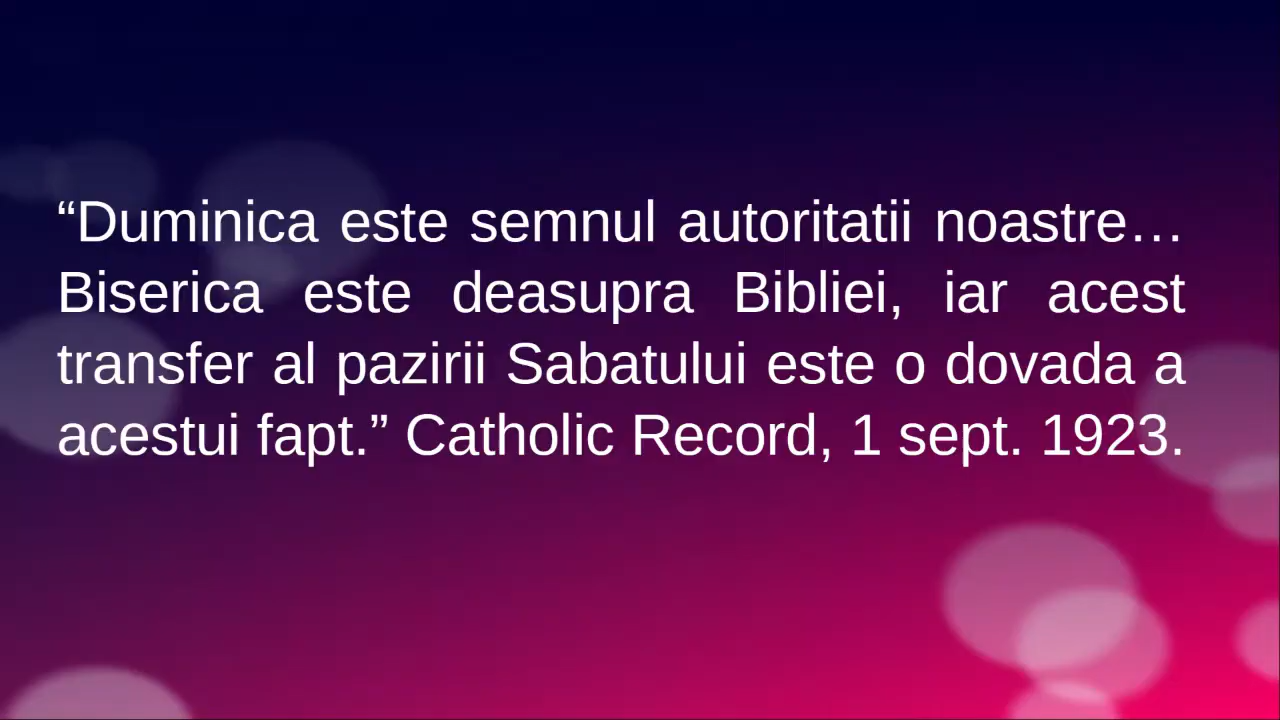 “Duminica este semnul autoritatii noastre…
Biserica este deasupra Bibliei, iar acest
transfer al pazirii Sabatului este o dovada a
acestui fapt.” Catholic Record, 1 sept. 1923.